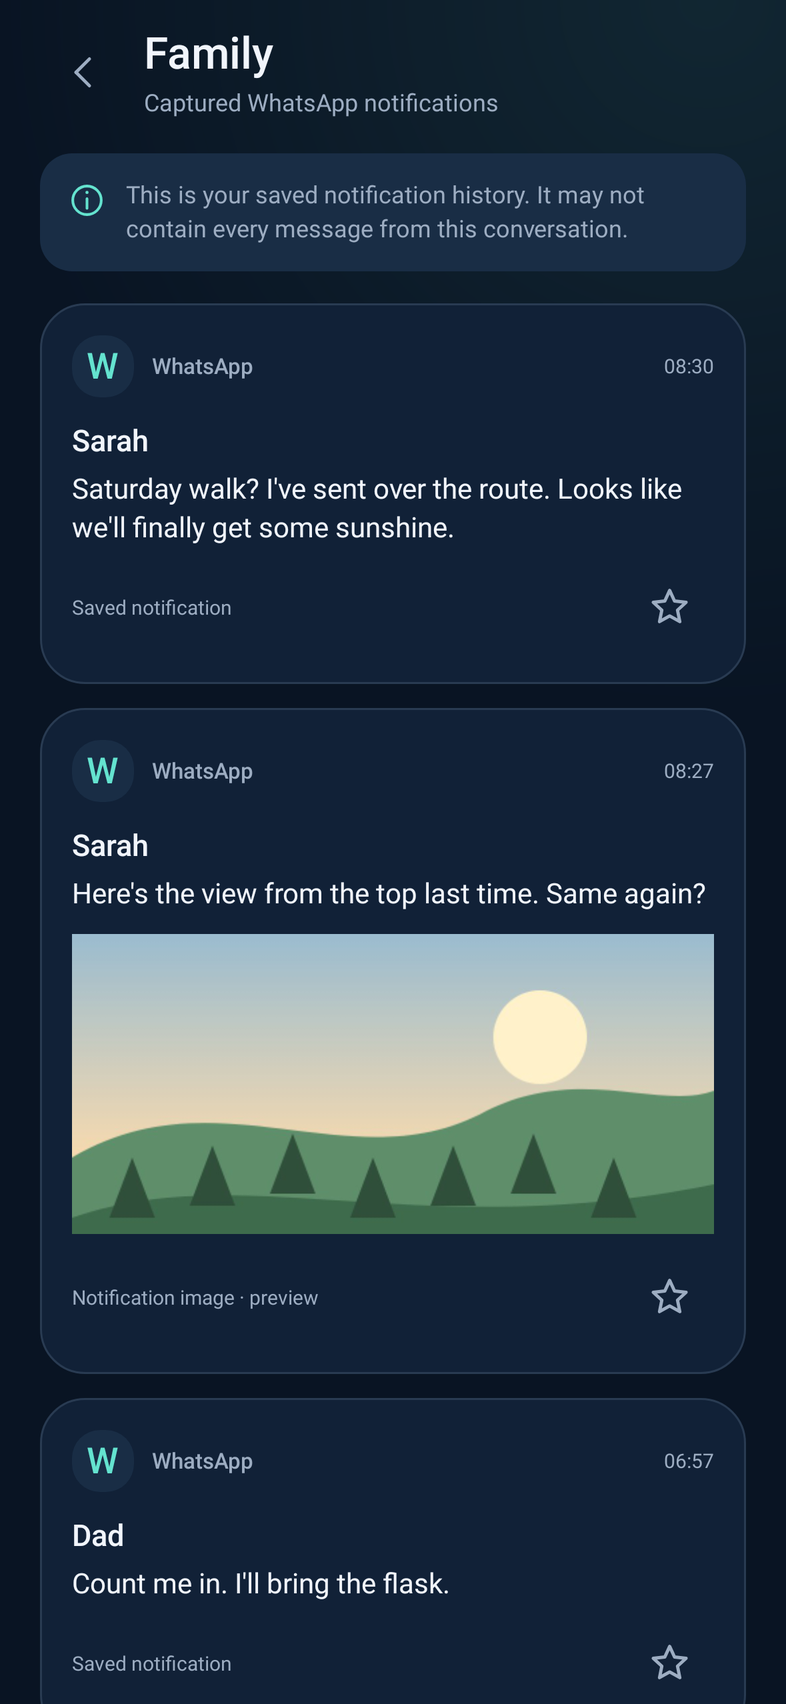 Family
Captured WhatsApp notifications
This is your saved notification history. It may not
contain every message from this conversation.
W WhatsApp 08:30
Sarah
Saturday walk? I've sent over the route. Looks like
we'll finally get some sunshine.
Saved notification
W WhatsApp 08:27
Sarah
Here's the view from the top last time. Same again?
Notification image · preview
W WhatsApp 06:57
Dad
Count me in. I'll bring the flask.
Saved notification